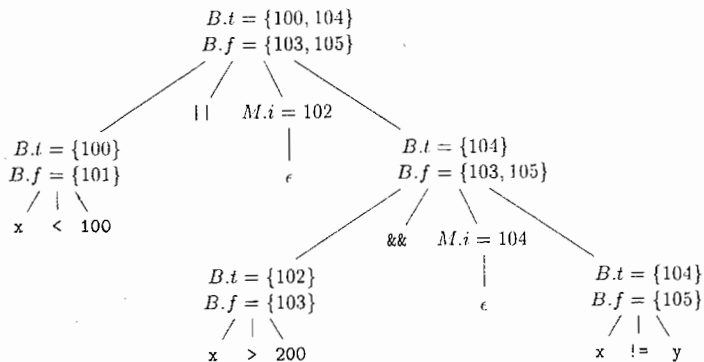 B.t = {100, 104}
B.f = {103, 105}
|| M.i = 102
B.t = {100}
B.f = {101}
ϵ
B.t = {104}
B.f = {103, 105}
x < 100
&& M.i = 104
B.t = {102}
B.f = {103}
ϵ
B.t = {104}
B.f = {105}
x > 200
x != y